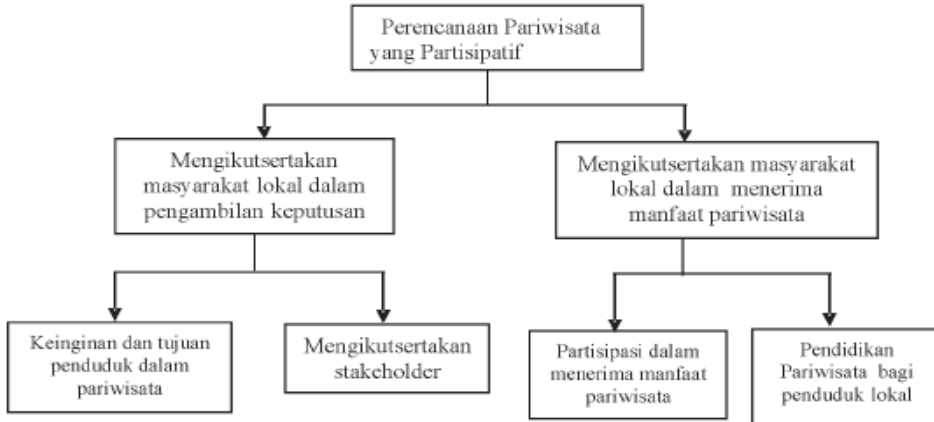 Perencanaan Pariwisata
yang Partisipatif
Mengikutsertakan
masyarakat lokal dalam
pengambilan keputusan
Mengikutsertakan masyarakat
lokal dalam menerima
manfaat pariwisata
Keinginan dan tujuan
penduduk dalam
pariwisata
Mengikutsertakan
stakeholder
Partisipasi dalam
menerima manfaat
pariwisata
Pendidikan
Pariwisata bagi
penduduk lokal